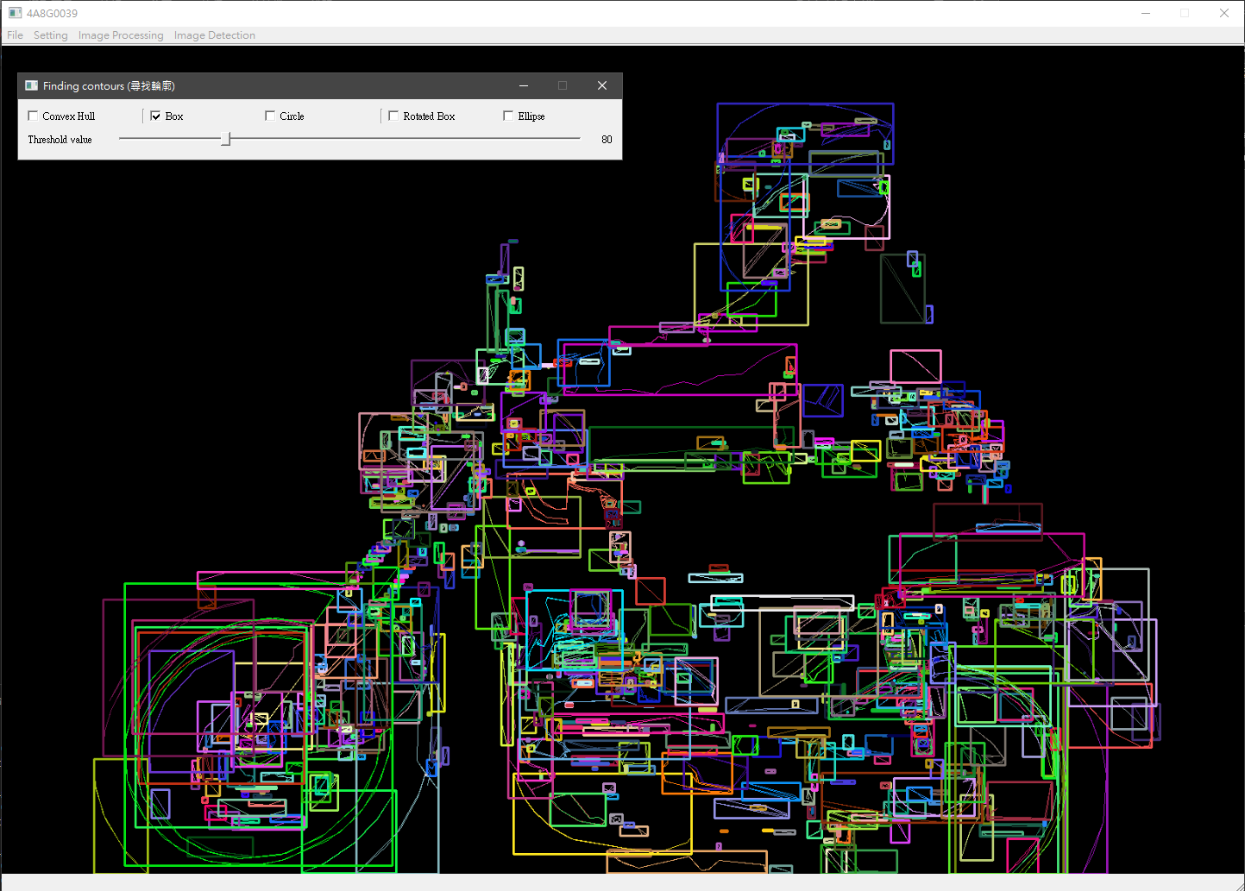 4A8G0039
File Setting Image Processing Image Detection
Finding contours (尋找輪廓)
Convex Hull Box Circle Rotated Box Ellipse
Threshold value 80